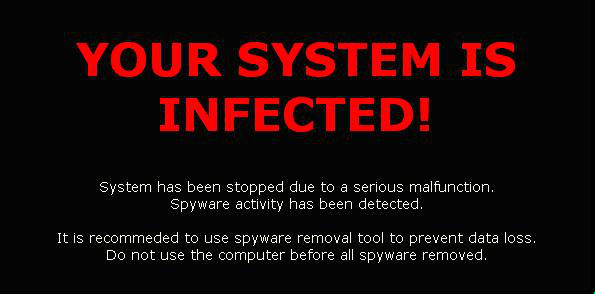 YOUR SYSTEM IS
INFECTED!
System has been stopped due to a serious malfunction.
Spyware activity has been detected.
It is recommeded to use spyware removal tool to prevent data loss.
Do not use the computer before all spyware removed.